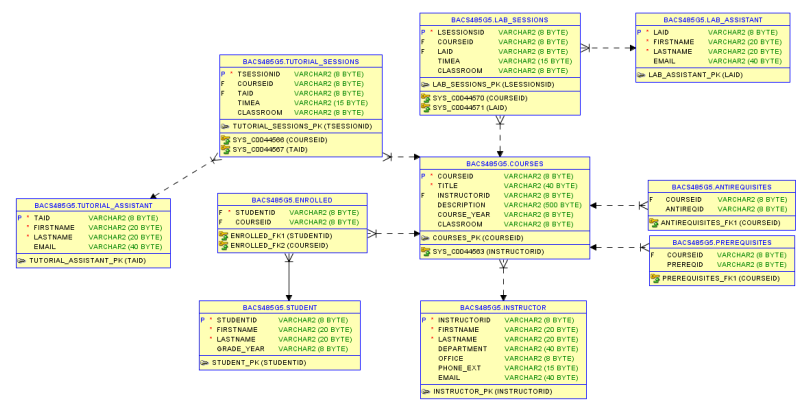 BACS485G5.LAB_SESSIONS
P * LSESSIONSID VARCHAR2 (8 BYTE)
F COURSEID VARCHAR2 (8 BYTE)
F LAID VARCHAR2 (8 BYTE)
TIMEA VARCHAR2 (15 BYTE)
CLASSROOM VARCHAR2 (8 BYTE)
LAB_SESSIONS_PK (LSESSIONSID)
SYS_C0044570 (COURSEID)
SYS_C0044571 (LAID)
BACS485G5.LAB_ASSISTANT
P * LAID VARCHAR2 (8 BYTE)
* FIRSTNAME VARCHAR2 (20 BYTE)
* LASTNAME VARCHAR2 (20 BYTE)
EMAIL VARCHAR2 (40 BYTE)
LAB_ASSISTANT_PK (LAID)
BACS485G5.TUTORIAL_SESSIONS
P * TSESSIONID VARCHAR2 (8 BYTE)
F COURSEID VARCHAR2 (8 BYTE)
F TAID VARCHAR2 (8 BYTE)
TIMEA VARCHAR2 (15 BYTE)
CLASSROOM VARCHAR2 (8 BYTE)
TUTORIAL_SESSIONS_PK (TSESSIONID)
SYS_C0044566 (COURSEID)
SYS_C0044567 (TAID)
BACS485G5.COURSES
P * COURSEID VARCHAR2 (8 BYTE)
* TITLE VARCHAR2 (40 BYTE)
F INSTRUCTORID VARCHAR2 (8 BYTE)
DESCRIPTION VARCHAR2 (500 BYTE)
COURSE_YEAR VARCHAR2 (8 BYTE)
CLASSROOM VARCHAR2 (8 BYTE)
COURSES_PK (COURSEID)
SYS_C0044563 (INSTRUCTORID)
BACS485G5.TUTORIAL_ASSISTANT
P * TAID VARCHAR2 (8 BYTE)
* FIRSTNAME VARCHAR2 (20 BYTE)
* LASTNAME VARCHAR2 (20 BYTE)
EMAIL VARCHAR2 (40 BYTE)
TUTORIAL_ASSISTANT_PK (TAID)
BACS485G5.ENROLLED
F * STUDENTID VARCHAR2 (8 BYTE)
F COURSEID VARCHAR2 (8 BYTE)
ENROLLED_FK1 (STUDENTID)
ENROLLED_FK2 (COURSEID)
BACS485G5.ANTIREQUISITES
F COURSEID VARCHAR2 (8 BYTE)
ANTIREQID VARCHAR2 (8 BYTE)
ANTIREQUISITES_FK1 (COURSEID)
BACS485G5.PREREQUISITES
F COURSEID VARCHAR2 (8 BYTE)
PREREQID VARCHAR2 (8 BYTE)
PREREQUISITES_FK1 (COURSEID)
BACS485G5.STUDENT
P * STUDENTID VARCHAR2 (8 BYTE)
* FIRSTNAME VARCHAR2 (20 BYTE)
* LASTNAME VARCHAR2 (20 BYTE)
GRADE_YEAR VARCHAR2 (8 BYTE)
STUDENT_PK (STUDENTID)
BACS485G5.INSTRUCTOR
P * INSTRUCTORID VARCHAR2 (8 BYTE)
* FIRSTNAME VARCHAR2 (20 BYTE)
* LASTNAME VARCHAR2 (20 BYTE)
DEPARTMENT VARCHAR2 (40 BYTE)
OFFICE VARCHAR2 (8 BYTE)
PHONE_EXT VARCHAR2 (15 BYTE)
EMAIL VARCHAR2 (40 BYTE)
INSTRUCTOR_PK (INSTRUCTORID)